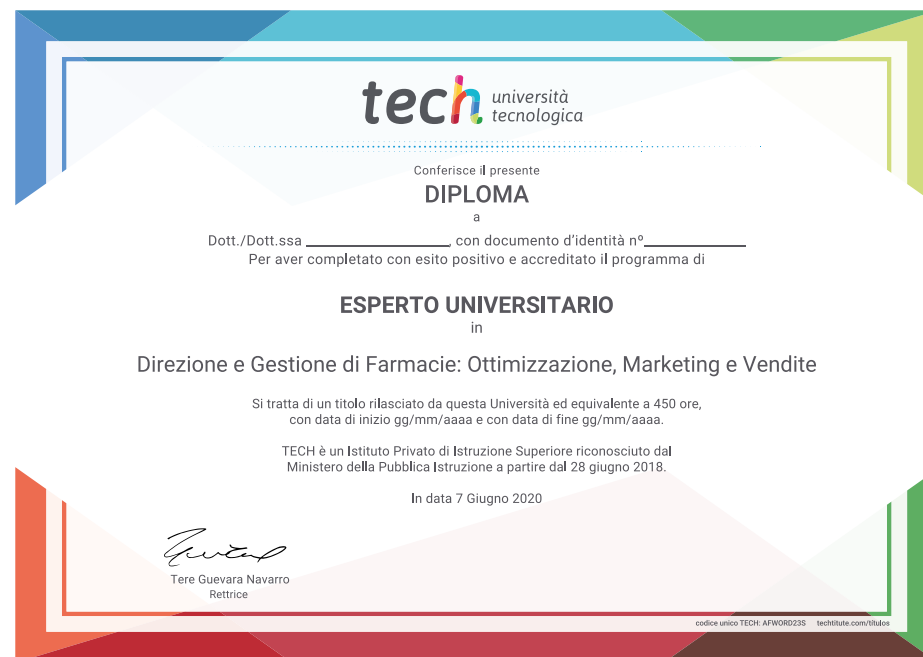 tech università
tecnologica
Conferisce il presente
DIPLOMA
a
Dott./Dott.ssa ____________________, con documento d'identità nº______________
Per aver completato con esito positivo e accreditato il programma di
ESPERTO UNIVERSITARIO
in
Direzione e Gestione di Farmacie: Ottimizzazione, Marketing e Vendite
Si tratta di un titolo rilasciato da questa Università ed equivalente a 450 ore,
con data di inizio gg/mm/aaaa e con data di fine gg/mm/aaaa.
TECH è un Istituto Privato di Istruzione Superiore riconosciuto dal
Ministero della Pubblica Istruzione a partire dal 28 giugno 2018.
In data 7 Giugno 2020
Tere Guevara Navarro
Rettrice
codice unico TECH: AFWORD23S techtitute.com/títulos